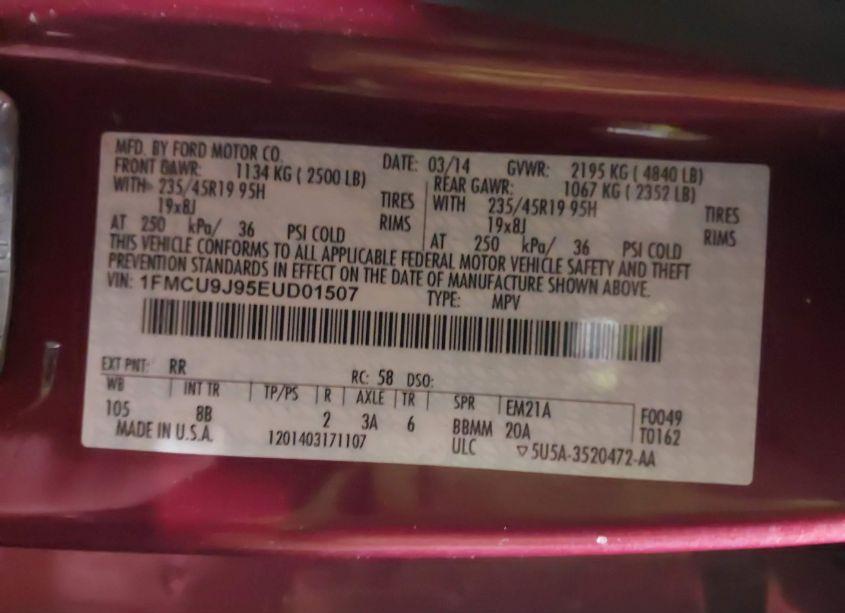 MFD. BY FORD MOTOR CO.
DATE: 03/14 GVWR: 2195 KG ( 4840 LB)
FRONT GAWR: 1134 KG ( 2500 LB) REAR GAWR: 1067 KG ( 2352 LB)
WITH 235/45R19 95H TIRES WITH 235/45R19 95H TIRES
19x8J RIMS 19x8J RIMS
AT 250 kPa/ 36 PSI COLD AT 250 kPa/ 36 PSI COLD
THIS VEHICLE CONFORMS TO ALL APPLICABLE FEDERAL MOTOR VEHICLE SAFETY AND THEFT
PREVENTION STANDARDS IN EFFECT ON THE DATE OF MANUFACTURE SHOWN ABOVE.
VIN: 1FMCU9J95EUD01507 TYPE: MPV
EXT PNT: RR RC: 58 DSO:
WB INT TR TP/PS R AXLE TR SPR EM21A F0049
105 8B 2 3A 6 BBMM 20A T0162
MADE IN U.S.A. 1201403171107 ULC ▽5U5A-3520472-AA